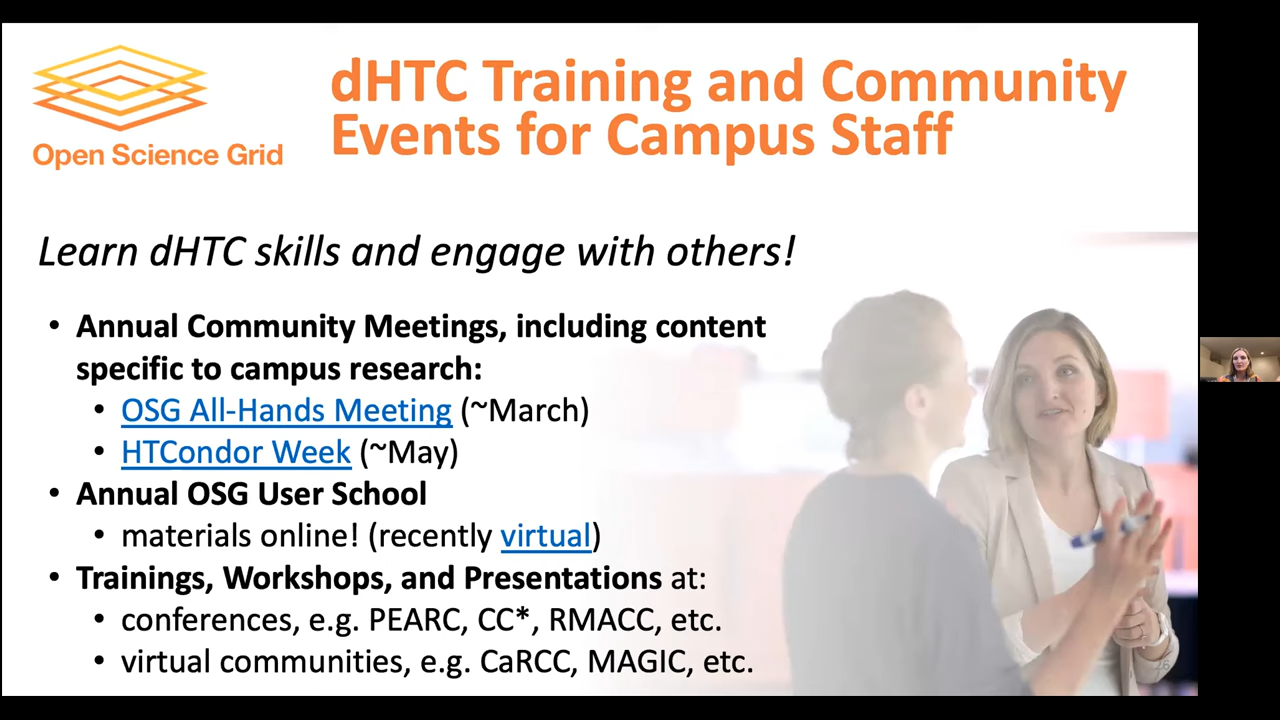 Open Science Grid
dHTC Training and Community
Events for Campus Staff
Learn dHTC skills and engage with others!
• Annual Community Meetings, including content
specific to campus research:
• OSG All-Hands Meeting (~March)
• HTCondor Week (~May)
• Annual OSG User School
• materials online! (recently virtual)
• Trainings, Workshops, and Presentations at:
• conferences, e.g. PEARC, CC*, RMACC, etc.
• virtual communities, e.g. CaRCC, MAGIC, etc.
26